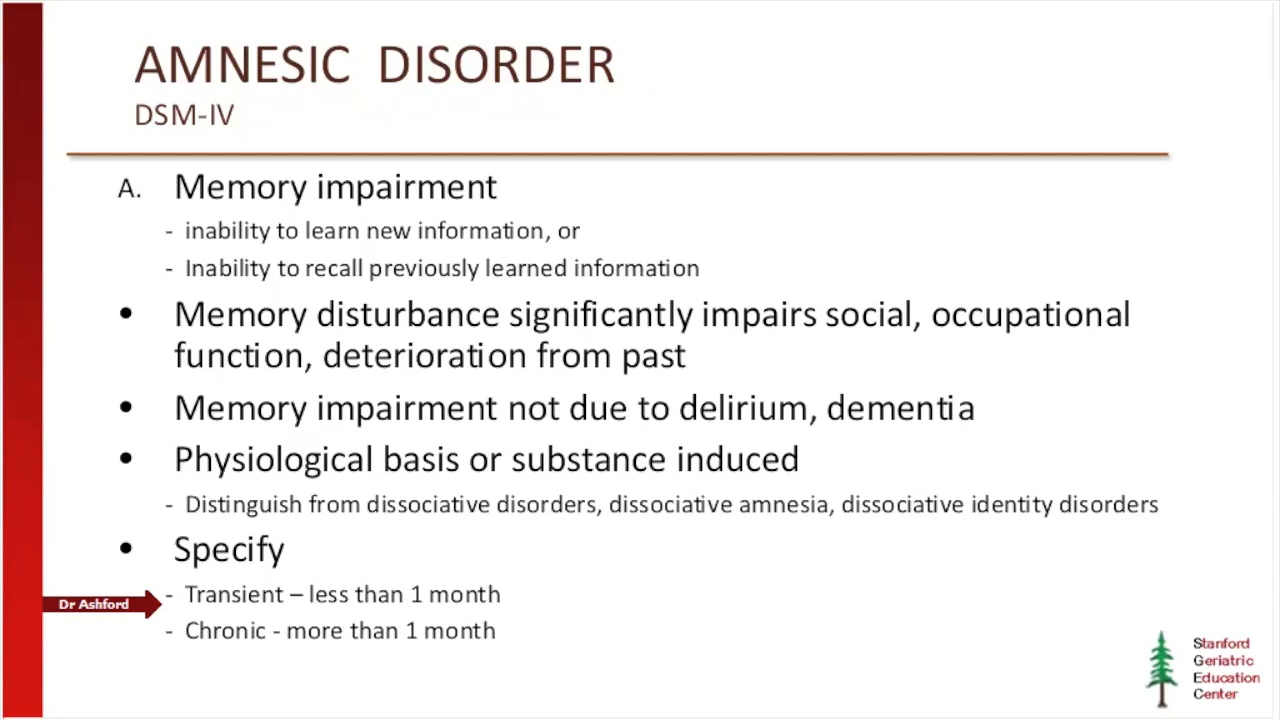 AMNESIC DISORDER
DSM-IV
A. Memory impairment
- inability to learn new information, or
- Inability to recall previously learned information
• Memory disturbance significantly impairs social, occupational
function, deterioration from past
• Memory impairment not due to delirium, dementia
• Physiological basis or substance induced
- Distinguish from dissociative disorders, dissociative amnesia, dissociative identity disorders
• Specify
- Transient – less than 1 month
Dr Ashford
- Chronic - more than 1 month
Stanford
Geriatric
Education
Center